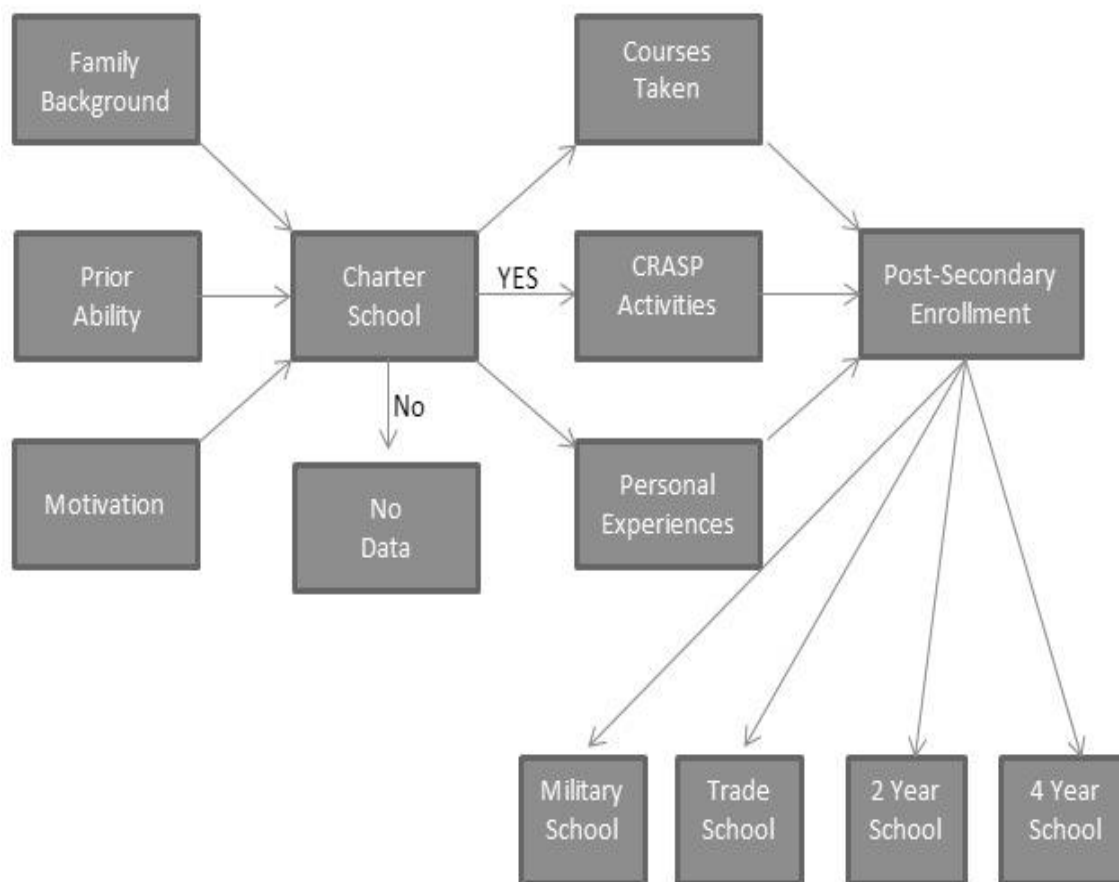 Family
Background
Courses
Taken
Prior
Ability
Charter
School
YES
CRASP
Activities
Post-Secondary
Enrollment
No
Motivation
No
Data
Personal
Experiences
Military
School
Trade
School
2 Year
School
4 Year
School